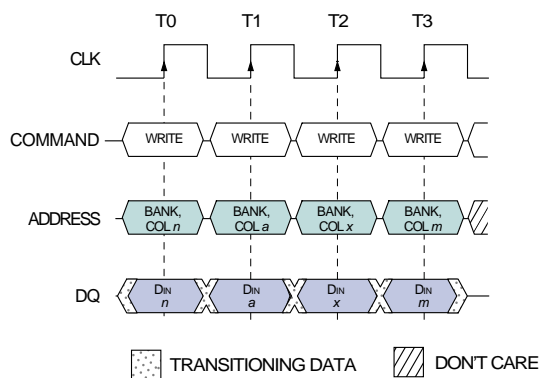 T0 T1 T2 T3
CLK
COMMAND WRITE WRITE WRITE WRITE
ADDRESS BANK, COL n BANK, COL a BANK, COL x BANK, COL m
DQ DIN n DIN a DIN x DIN m
TRANSITIONING DATA DON'T CARE